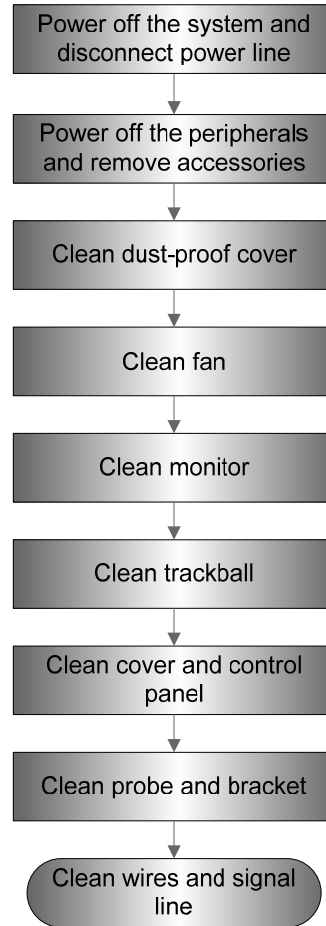 Power off the system and
disconnect power line
Power off the peripherals
and remove accessories
Clean dust-proof cover
Clean fan
Clean monitor
Clean trackball
Clean cover and control
panel
Clean probe and bracket
Clean wires and signal
line